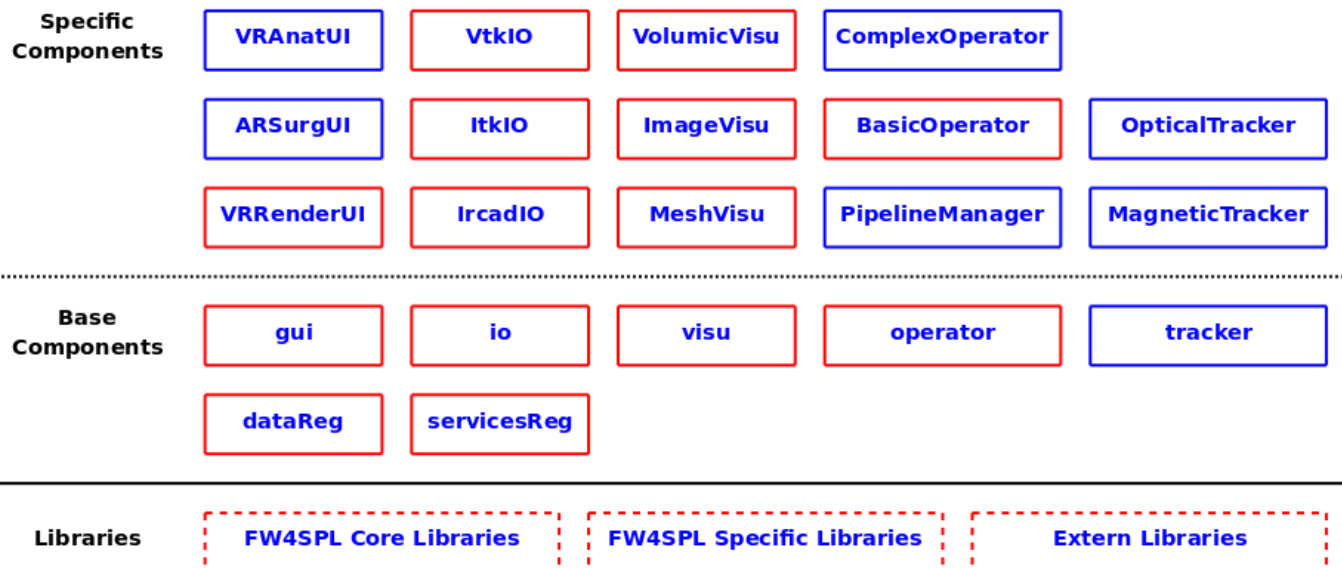 Specific
Components
VRAnatUI
VtkIO
VolumicVisu
ComplexOperator
ARSurgUI
ItkIO
ImageVisu
BasicOperator
OpticalTracker
VRRenderUI
IrcadIO
MeshVisu
PipelineManager
MagneticTracker
Base
Components
gui
io
visu
operator
tracker
dataReg
servicesReg
Libraries
FW4SPL Core Libraries
FW4SPL Specific Libraries
Extern Libraries